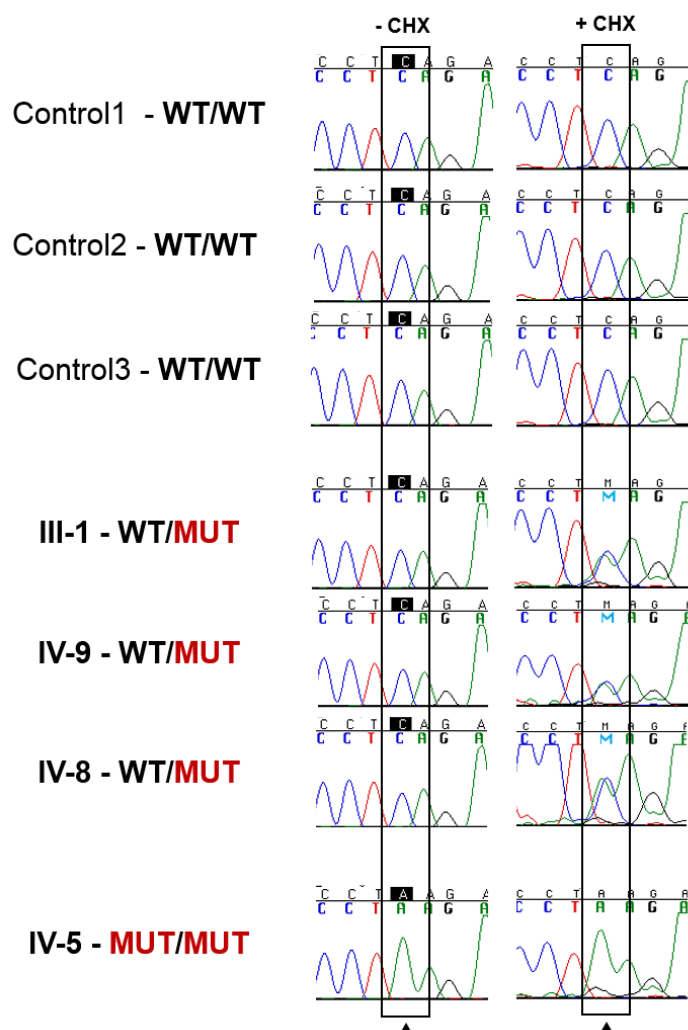 - CHX + CHX
C C T C A G A C C T C A G
C C T C A G A C C T C A G
Control1 - WT/WT
C C T C A G A C C T C A G
C C T C A G A C C T C A G
Control2 - WT/WT
C C T C A G A C C T C A G
C C T C A G A C C T C A G
Control3 - WT/WT
C C T C A G A C C T M A G
C C T C A G A C C T M A G
III-1 - WT/MUT
C C T C A G A C C T M A G A
C C T C A G A C C T M A G A
IV-9 - WT/MUT
C C T C A G A C C T M A G A
C C T C A G A C C T M A G A
IV-8 - WT/MUT
C C T A A G A C C T A A G A
C C T A A G A C C T A A G A
IV-5 - MUT/MUT